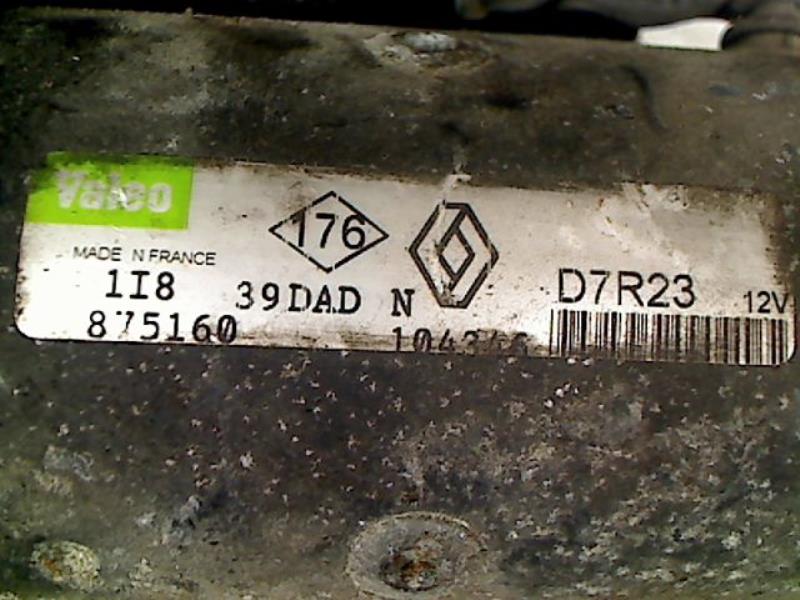 Valeo
176
MADE IN FRANCE
1I8 39DAD N
D7R23 12V
875160